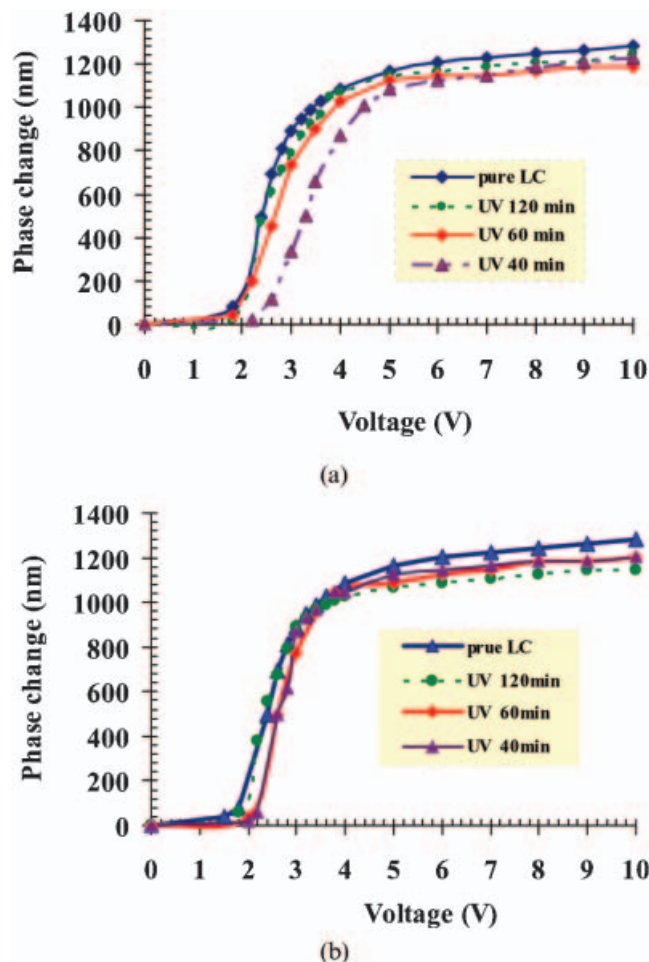 1400
1200
1000
800
600
400
200
0
Phase change (nm)
pure LC
UV 120 min
UV 60 min
UV 40 min
0 1 2 3 4 5 6 7 8 9 10
Voltage (V)
(a)
1400
1200
1000
800
600
400
200
0
Phase change (nm)
prue LC
UV 120min
UV 60min
UV 40min
0 1 2 3 4 5 6 7 8 9 10
Voltage (V)
(b)